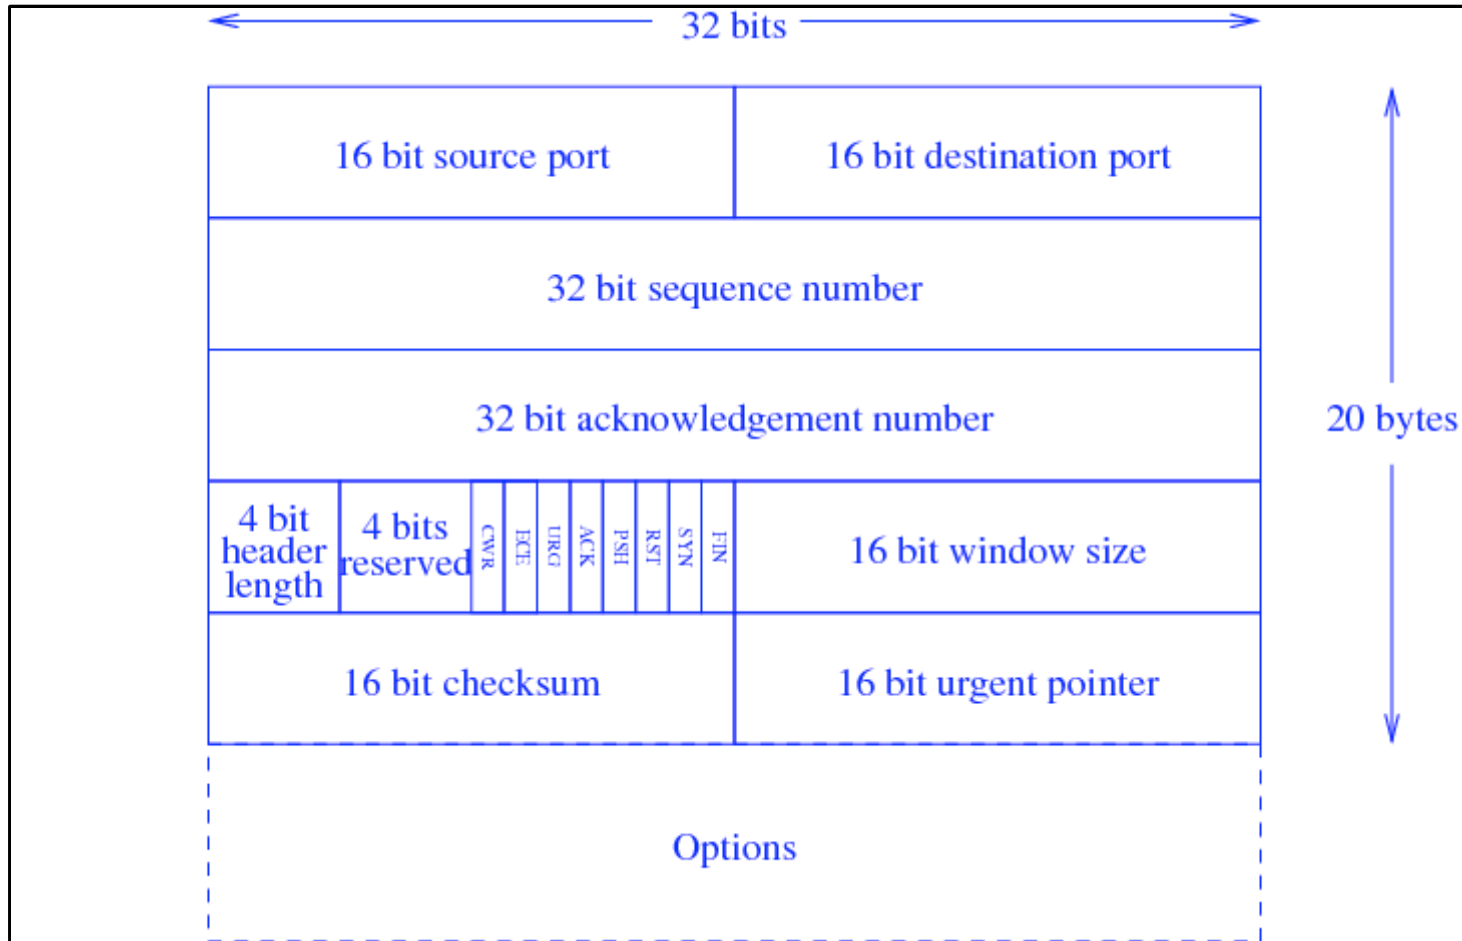 32 bits
16 bit source port
16 bit destination port
32 bit sequence number
32 bit acknowledgement number
20 bytes
4 bit
header
length
4 bits
reserved
CWR
ECE
URG
ACK
PSH
RST
SYN
FIN
16 bit window size
16 bit checksum
16 bit urgent pointer
Options